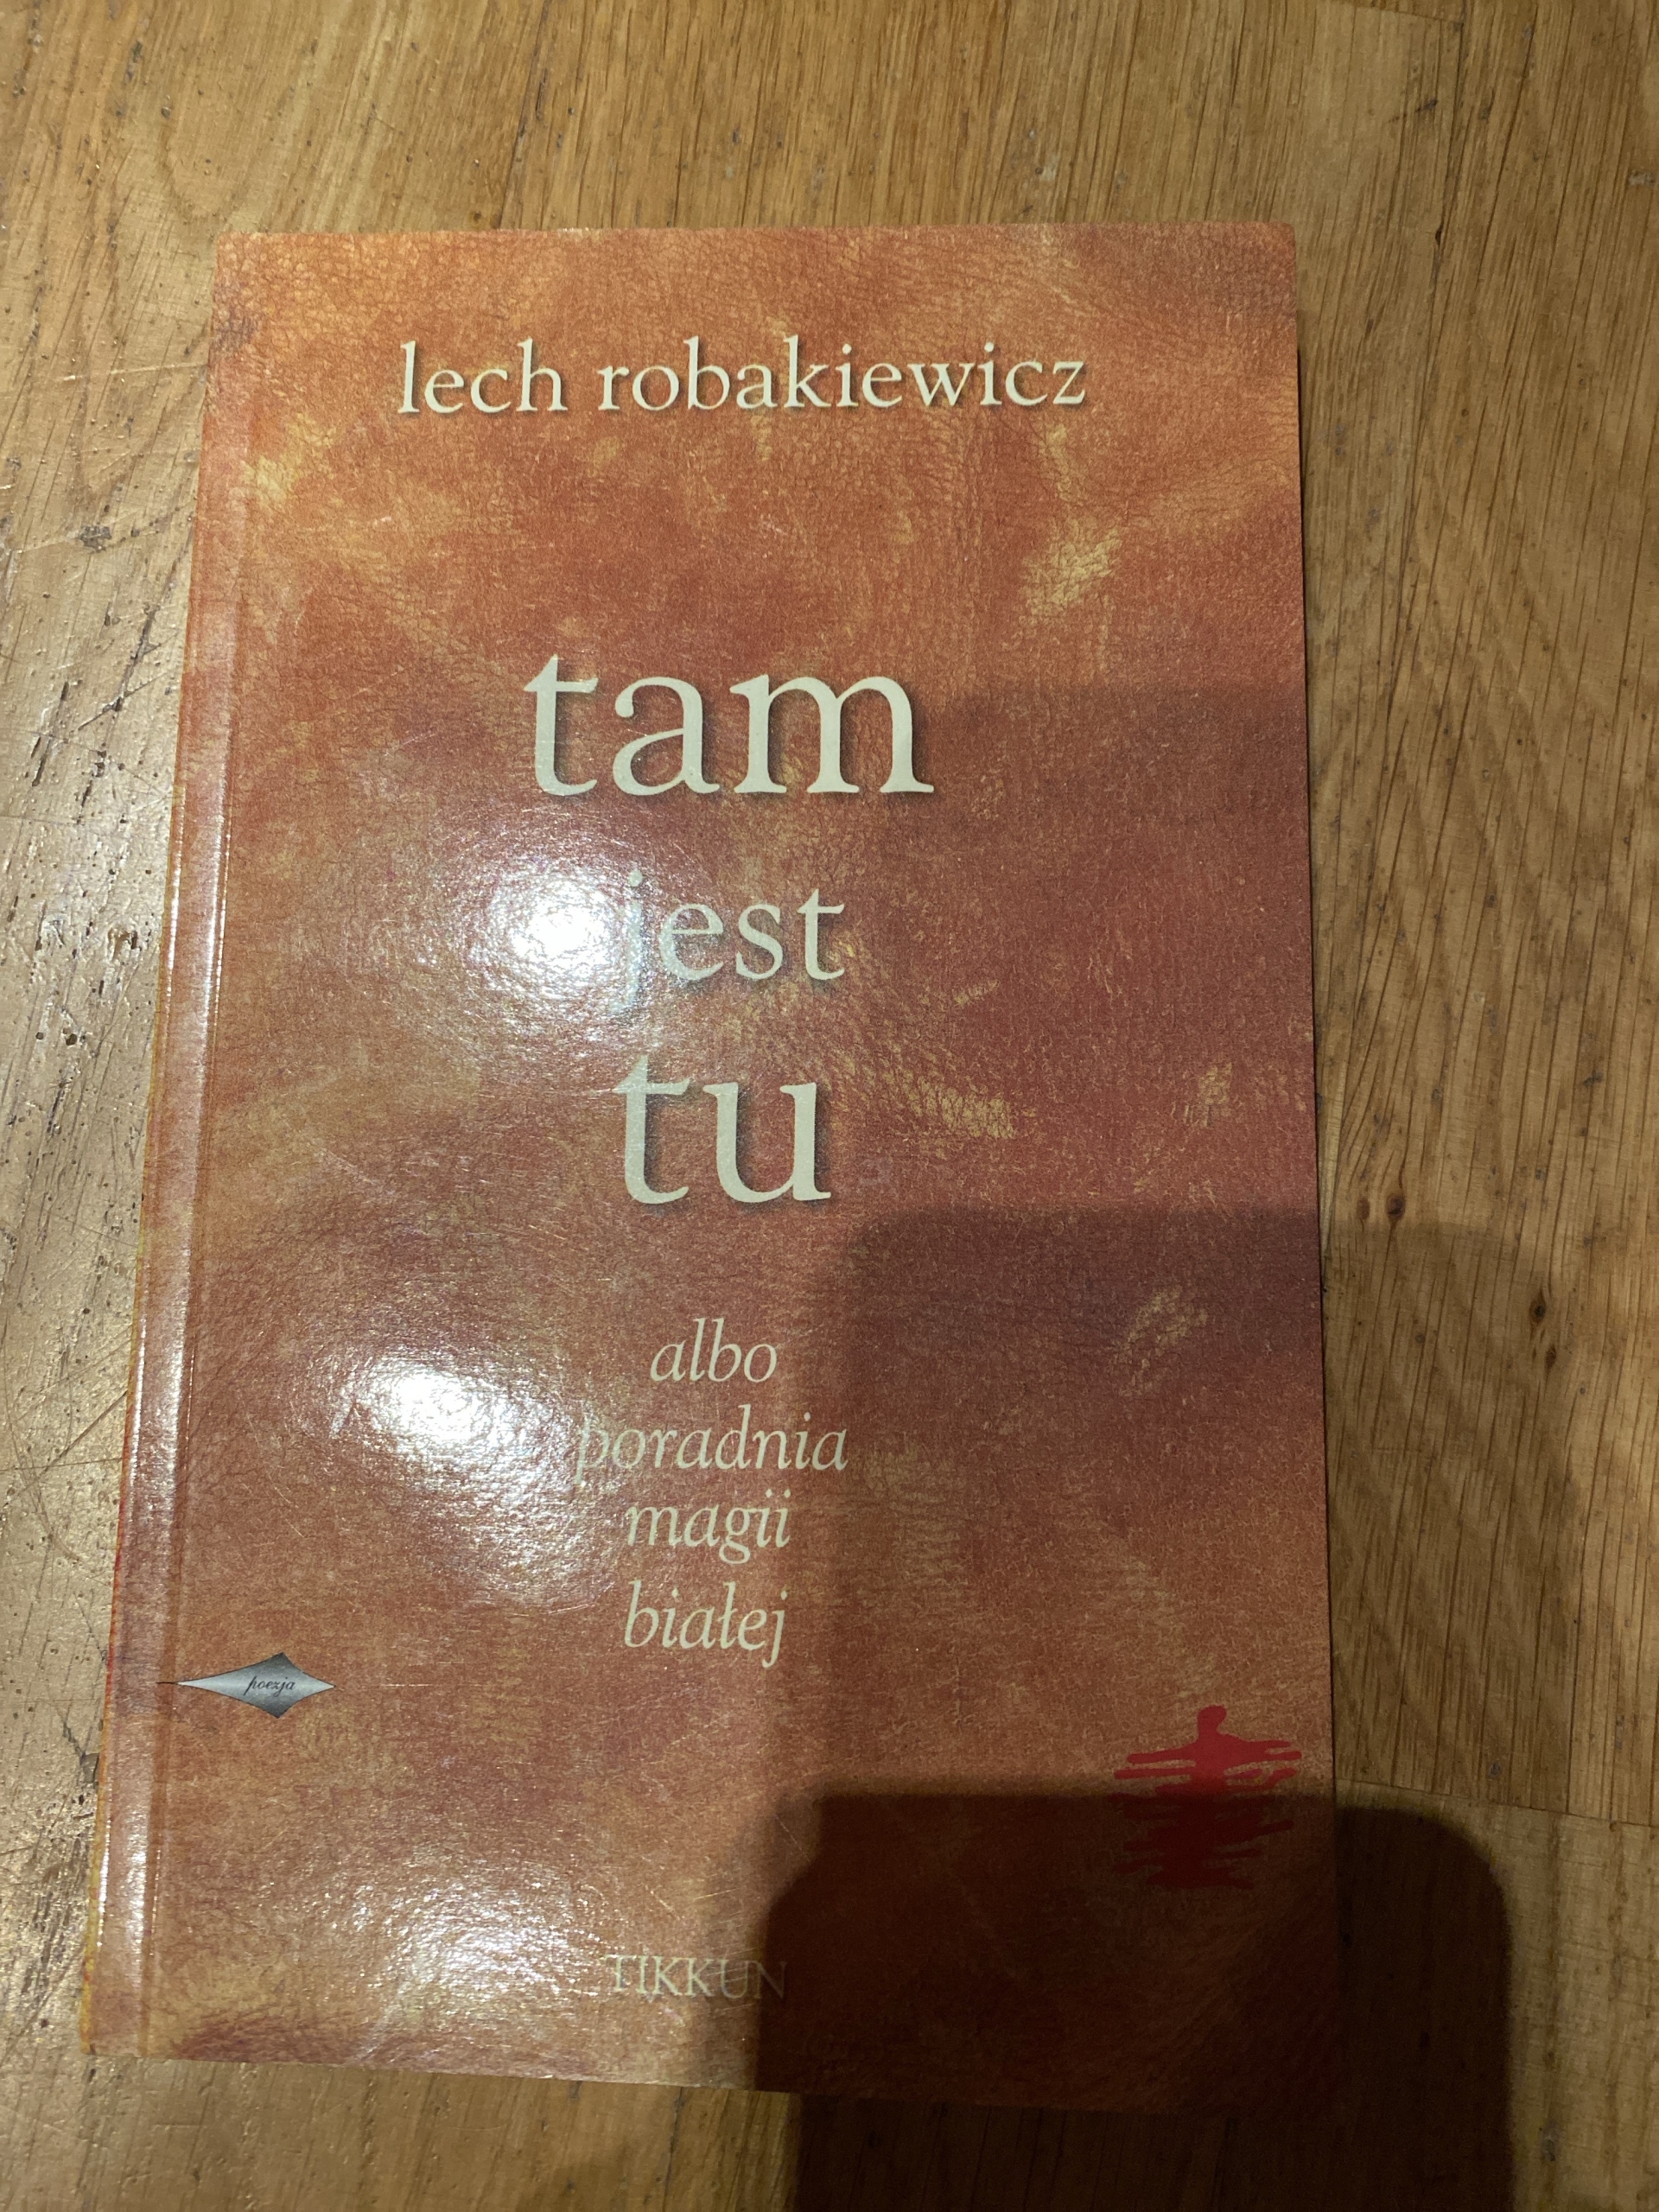 lech robakiewicz
tam
jest
tu
albo
poradnia
magii
białej
poezja
TIKKUN